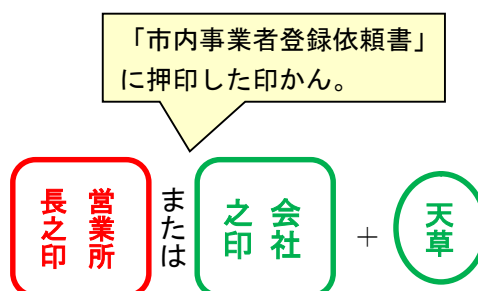 「市内事業者登録依頼書」
に押印した印かん。
営業所
長之印
または
会社
之印
+
天草